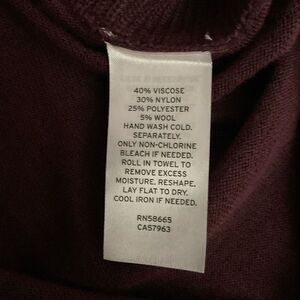 40% VISCOSE
30% NYLON
25% POLYESTER
5% WOOL
HAND WASH COLD.
SEPARATELY.
ONLY NON-CHLORINE
BLEACH IF NEEDED.
ROLL IN TOWEL TO
REMOVE EXCESS
MOISTURE. RESHAPE.
LAY FLAT TO DRY.
COOL IRON IF NEEDED.
RN58665
CA57963